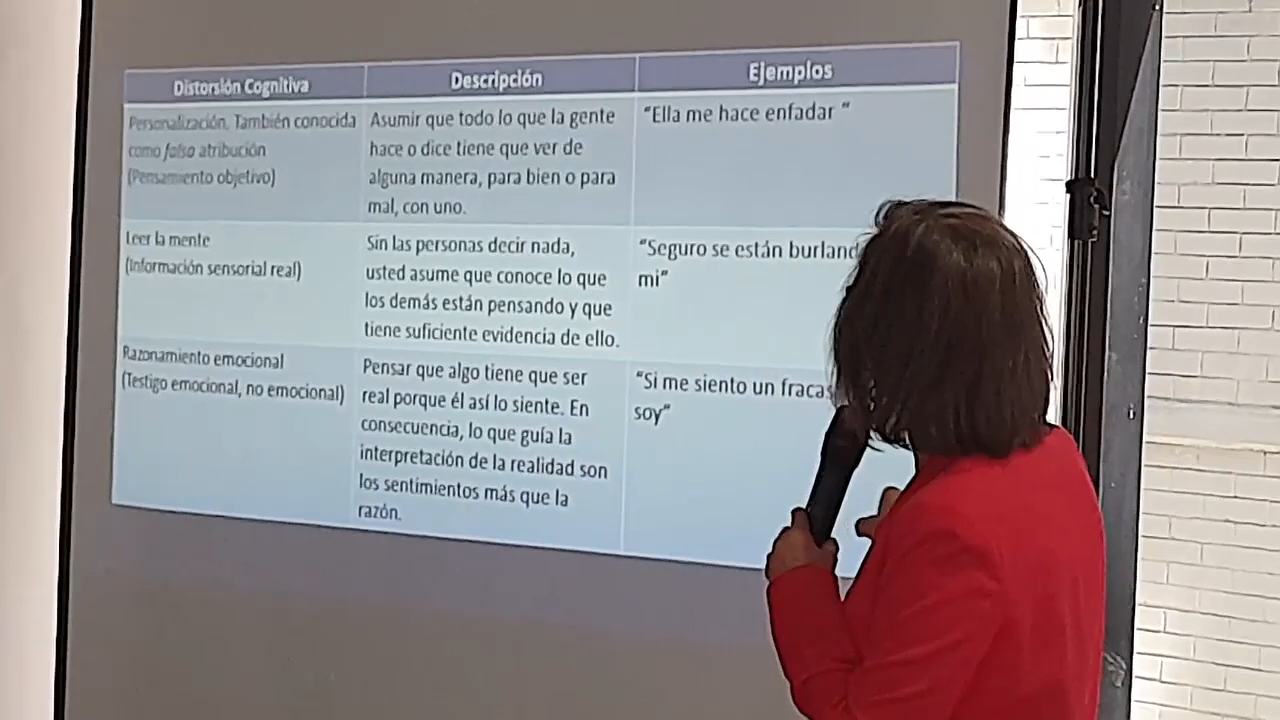 Distorsión Cognitiva
Descripción
Ejemplos
Personalización, También conocida
como falsa atribución
(Pensamiento objetivo)
Asumir que todo lo que la gente
hace o dice tiene que ver de
alguna manera, para bien o para
mal, con uno.
“Ella me hace enfadar “
Leer la mente
(Información sensorial real)
Sin las personas decir nada,
usted asume que conoce lo que
los demás están pensando y que
tiene suficiente evidencia de ello.
“Seguro se están
mi”
Razonamiento emocional
(Testigo emocional, no emocional)
Pensar que algo tiene que ser
real porque él así lo siente. En
consecuencia, lo que guía la
interpretación de la realidad son
los sentimientos más que la
razón.
“Si me siento un
soy”